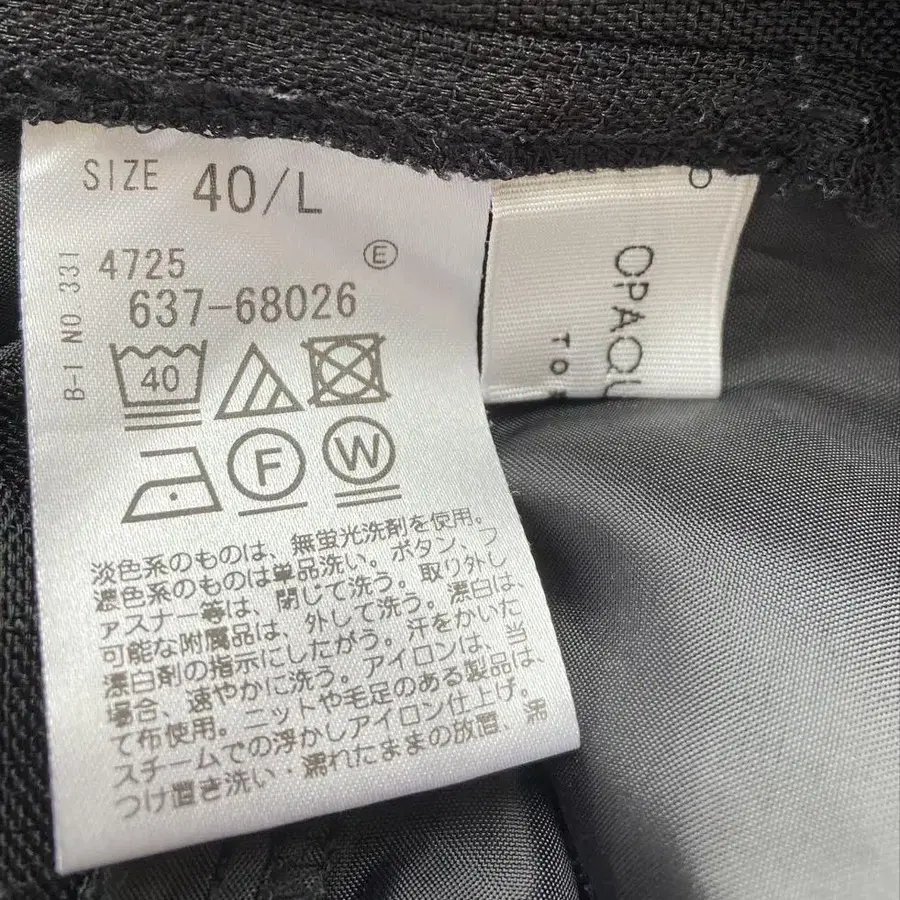 SIZE 40/L
B-1 NO 331
4725
E
637-68026
40
F
W
淡色系のものは、無蛍光洗剤を使用。
濃色系のものは単品洗い。ボタン、フ
ァスナー等は、閉じて洗う。取り外し
可能な附属品は、外して洗う。漂白は、
漂白剤の指示にしたがう。汗をかいた
場合、速やかに洗う。アイロンは、当
て布使用。ニットや毛足のある製品は、
スチームでの浮かしアイロン仕上げ。
つけ置き洗い・濡れたままの放置、濡
OPAQU
TO